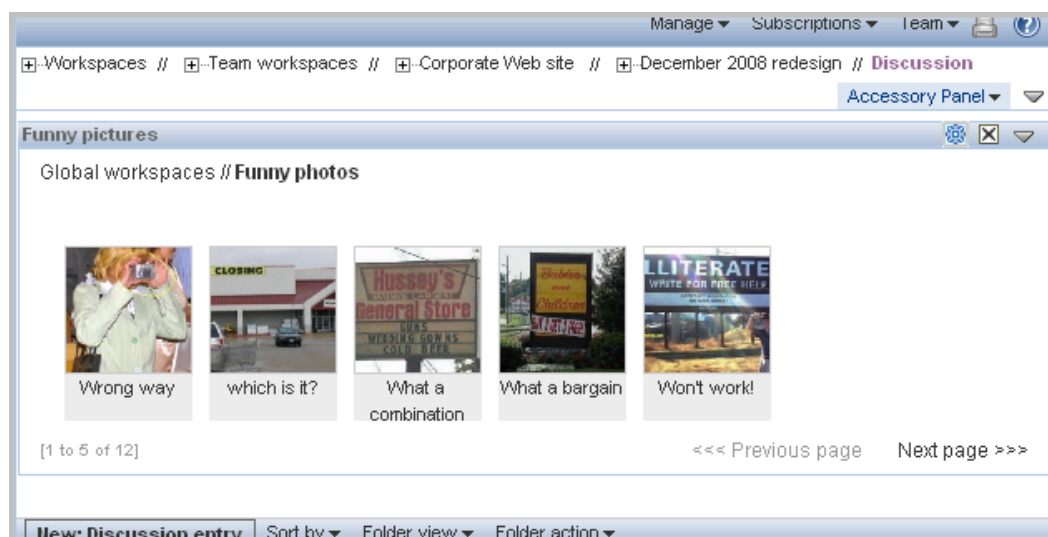 Manage Subscriptions Team
Workspaces // Team workspaces // Corporate Web site // December 2008 redesign // Discussion
Accessory Panel
Funny pictures
Global workspaces // Funny photos
CLOSING
Hussey's
General Store
GUNS
WEDDING GOWNS
COLD BEER
Babies
and
Children
LLITERATE
WRITE FOR FREE HELP
Wrong way
which is it?
What a
combination
What a bargain
Won't work!
[1 to 5 of 12] <<< Previous page Next page >>>
New: Discussion entry Sort by Folder view Folder action